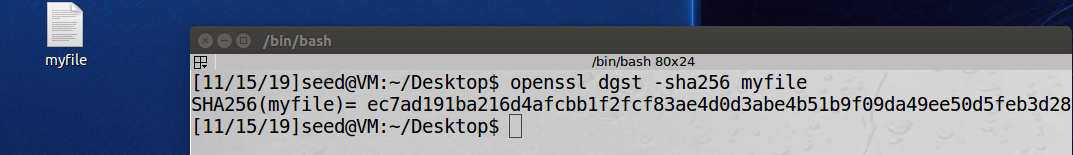 myfile
/bin/bash
/bin/bash 80x24
[11/15/19]seed@VM:~/Desktop$ openssl dgst -sha256 myfile
SHA256(myfile)= ec7ad191ba216d4afcbb1f2fcf83ae4d0d3abe4b51b9f09da49ee50d5feb3d28
[11/15/19]seed@VM:~/Desktop$